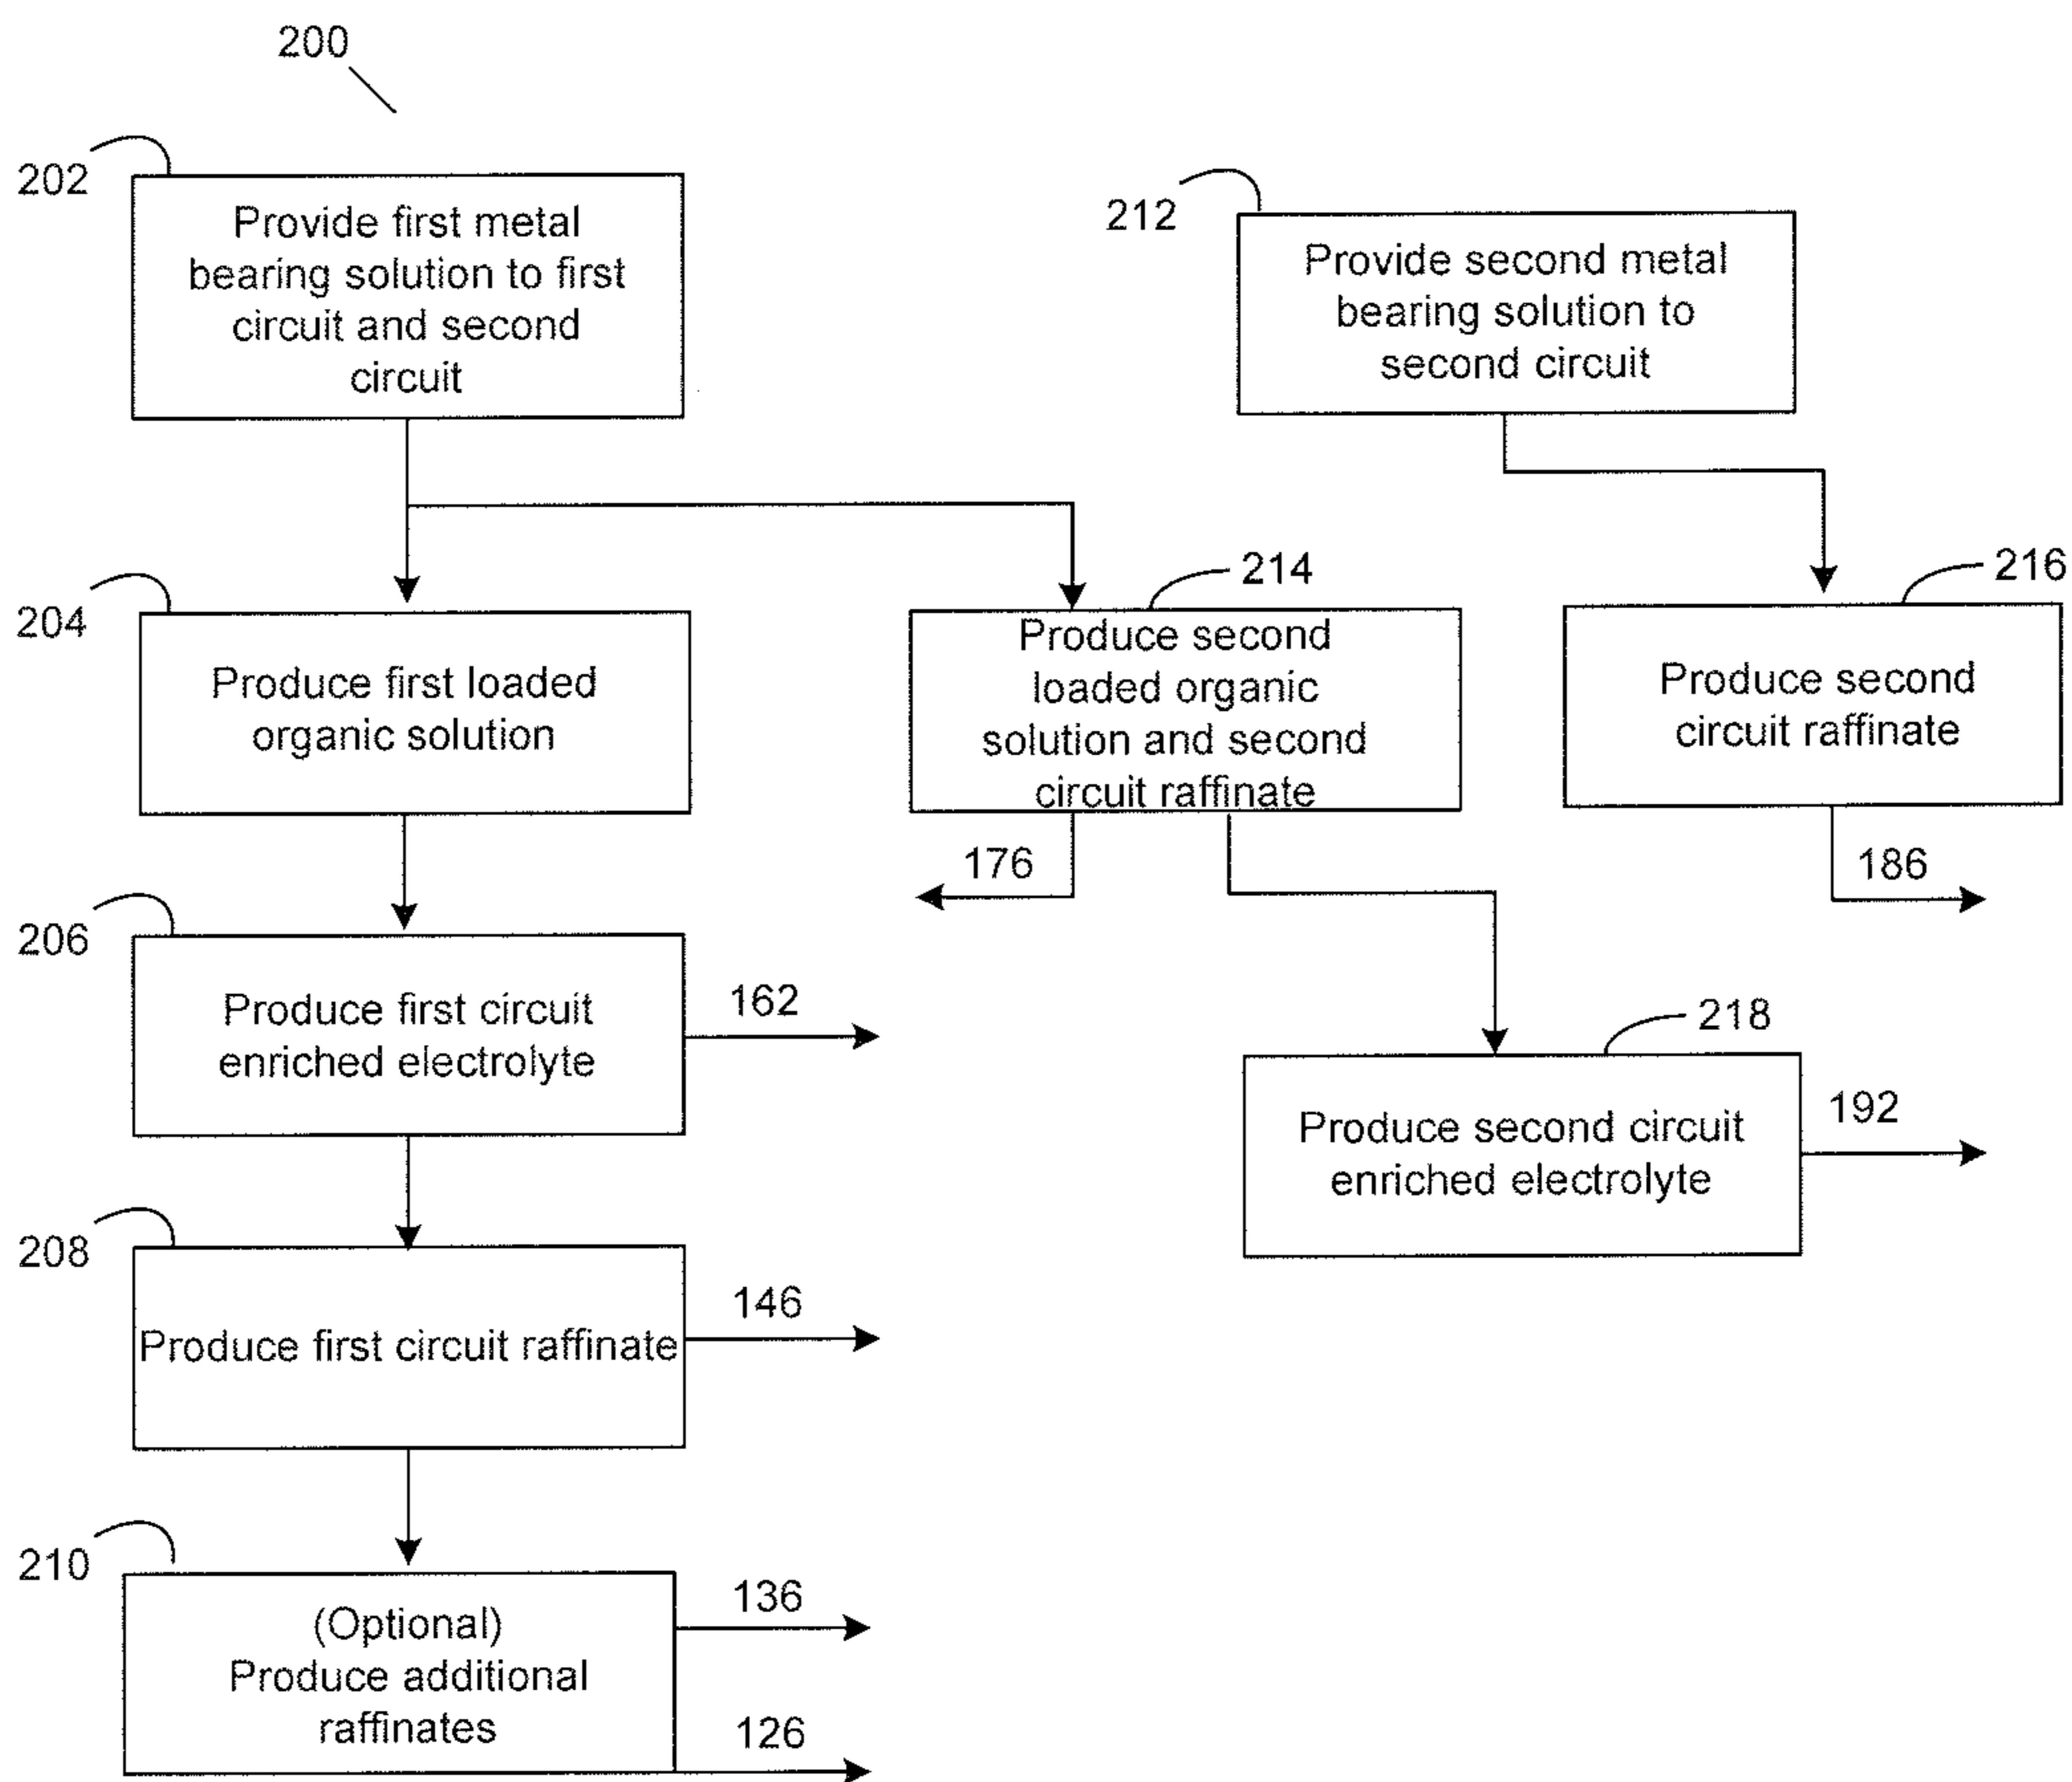 200
202
Provide first metal
bearing solution to first
circuit and second
circuit
212
Provide second metal
bearing solution to
second circuit
204
Produce first loaded
organic solution
214
Produce second
loaded organic
solution and second
circuit raffinate
216
Produce second
circuit raffinate
176
186
206
Produce first circuit
enriched electrolyte
162
218
Produce second circuit
enriched electrolyte
192
208
Produce first circuit raffinate
146
210
(Optional)
Produce additional
raffinates
136
126